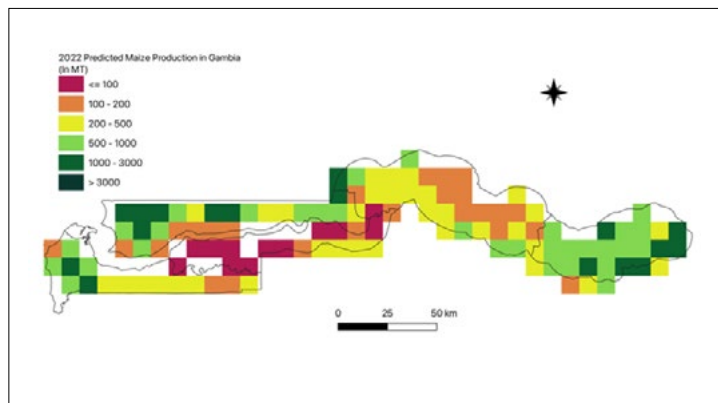 2022 Predicted Maize Production in Gambia
(In MT)
<= 100
100 - 200
200 - 500
500 - 1000
1000 - 3000
> 3000
0 25 50 km